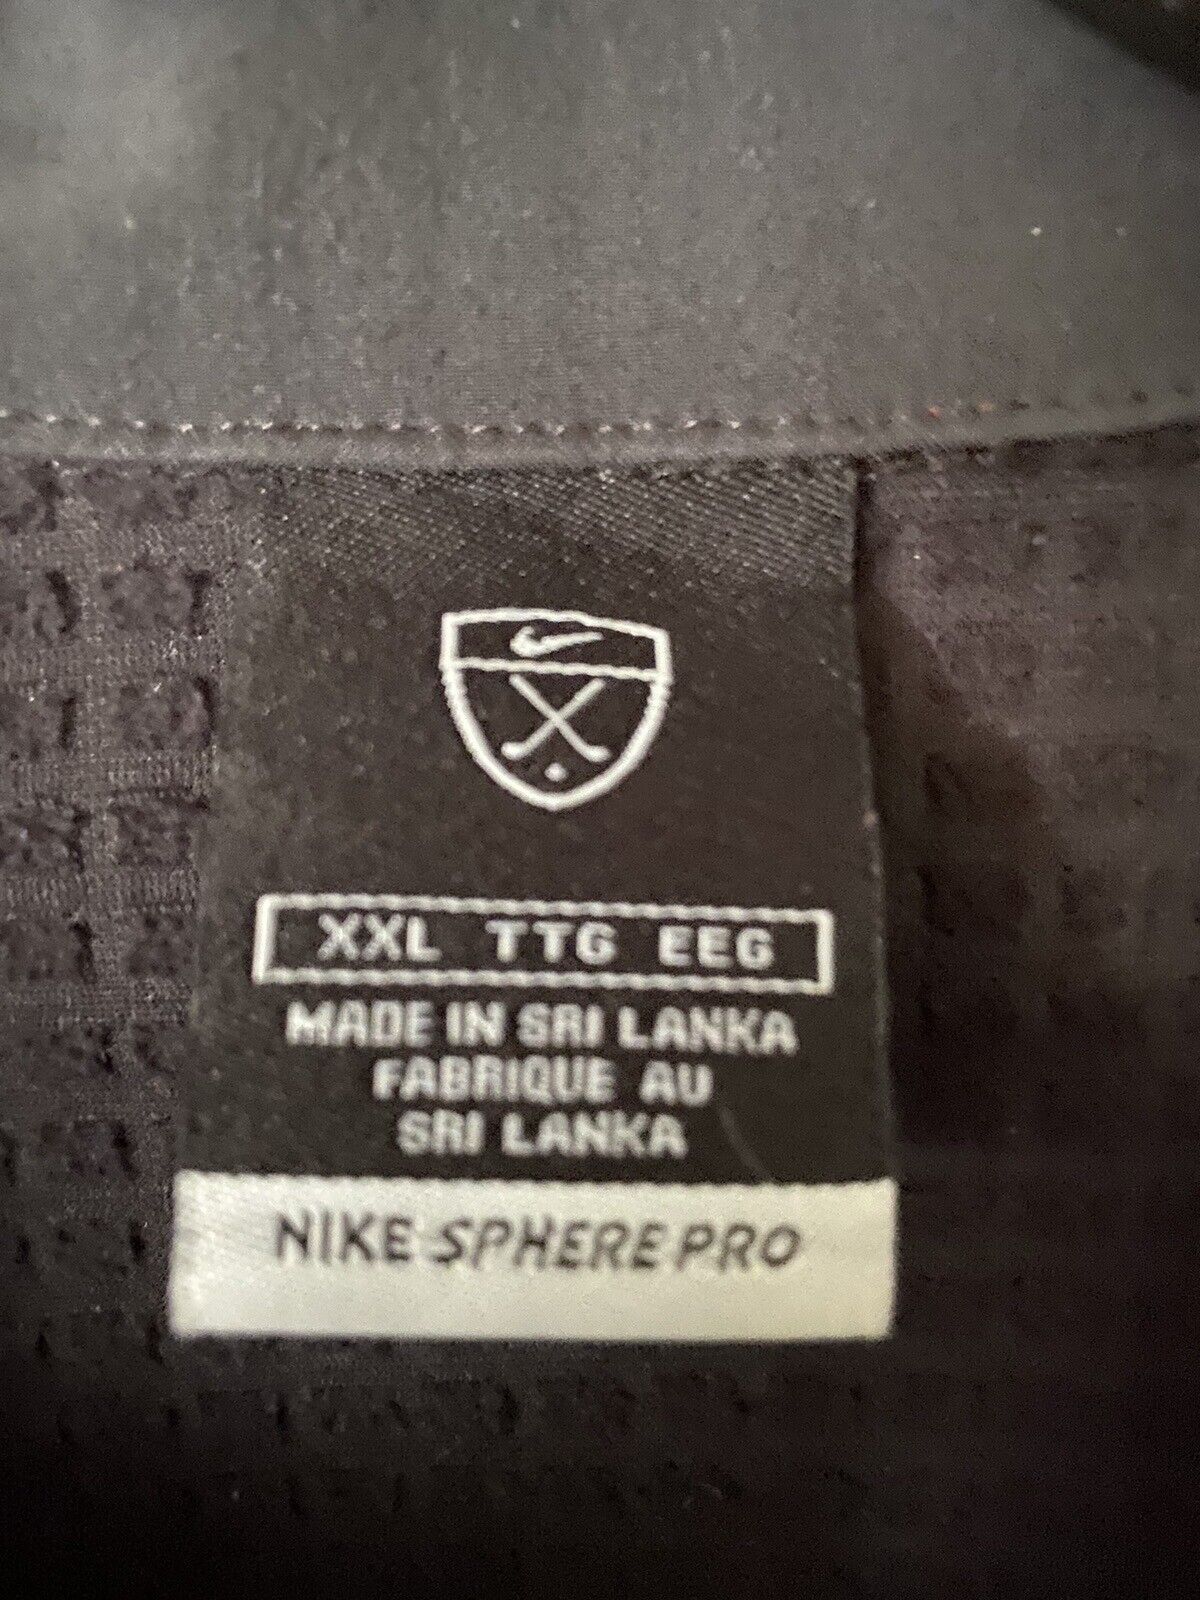 XXL TTG EEG
MADE IN SRI LANKA
FABRIQUE AU
SRI LANKA
NIKE SPHERE PRO